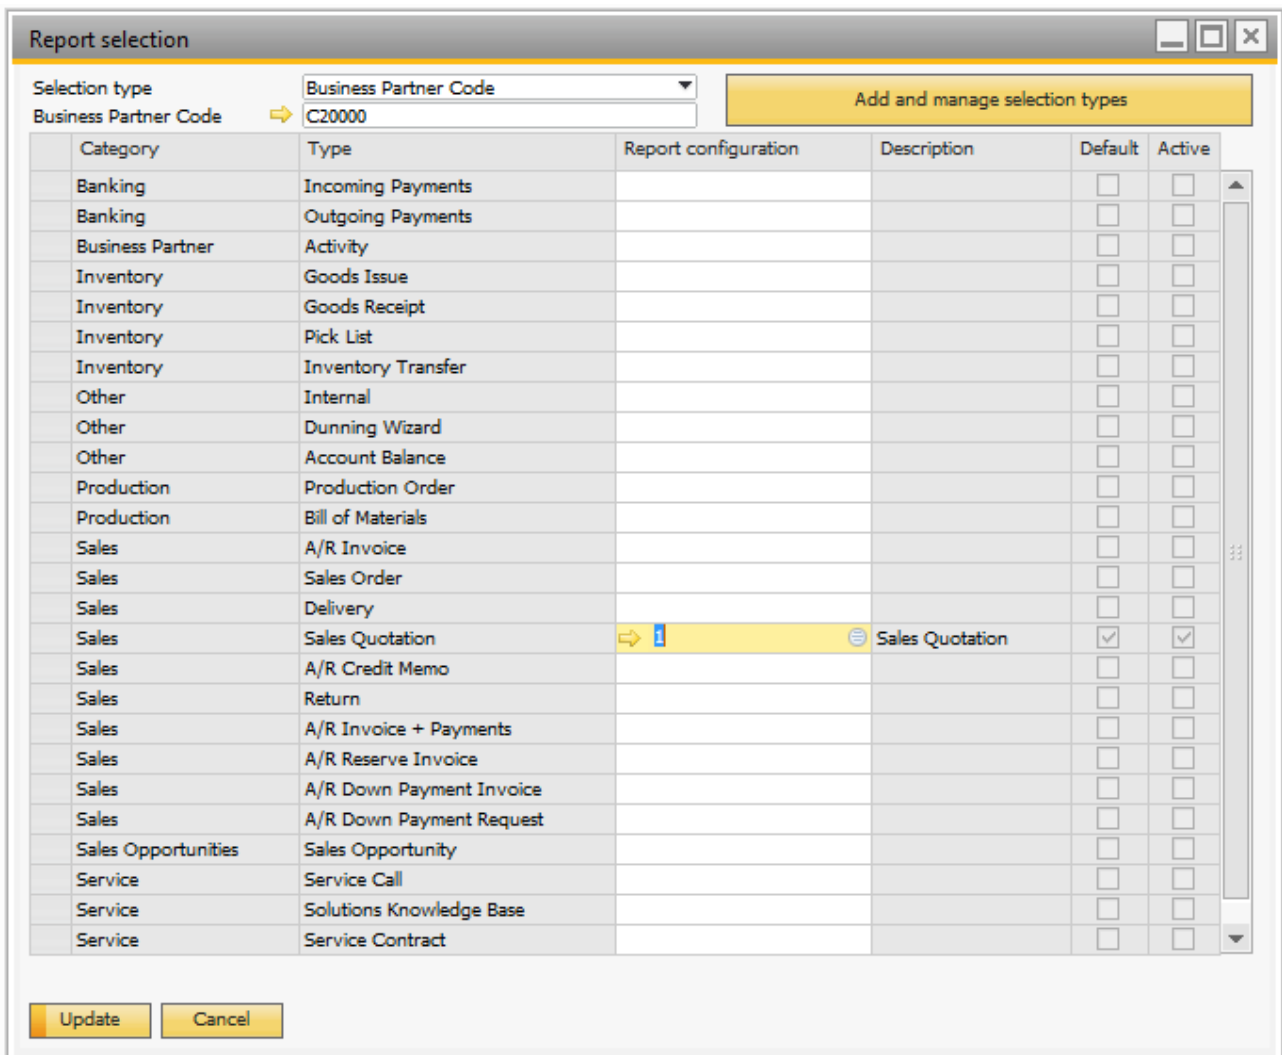 Report selection
Selection type Business Partner Code Add and manage selection types
Business Partner Code C20000
Category Type Report configuration Description Default Active
Banking Incoming Payments
Banking Outgoing Payments
Business Partner Activity
Inventory Goods Issue
Inventory Goods Receipt
Inventory Pick List
Inventory Inventory Transfer
Other Internal
Other Dunning Wizard
Other Account Balance
Production Production Order
Production Bill of Materials
Sales A/R Invoice
Sales Sales Order
Sales Delivery
Sales Sales Quotation 1 Sales Quotation
Sales A/R Credit Memo
Sales Return
Sales A/R Invoice + Payments
Sales A/R Reserve Invoice
Sales A/R Down Payment Invoice
Sales A/R Down Payment Request
Sales Opportunities Sales Opportunity
Service Service Call
Service Solutions Knowledge Base
Service Service Contract
Update Cancel